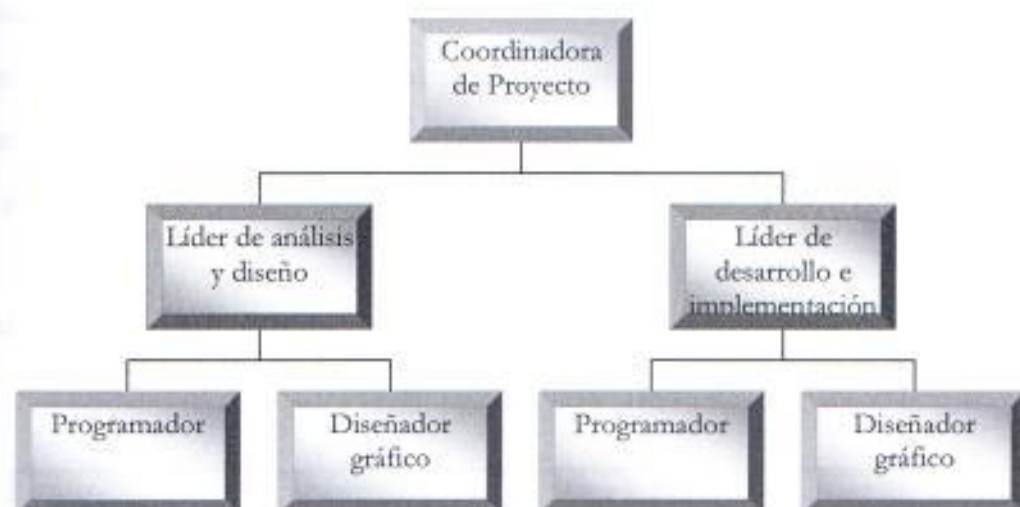 Coordinadora
de Proyecto
Líder de análisis
y diseño
Líder de
desarrollo e
implementación
Programador
Diseñador
gráfico
Programador
Diseñador
gráfico